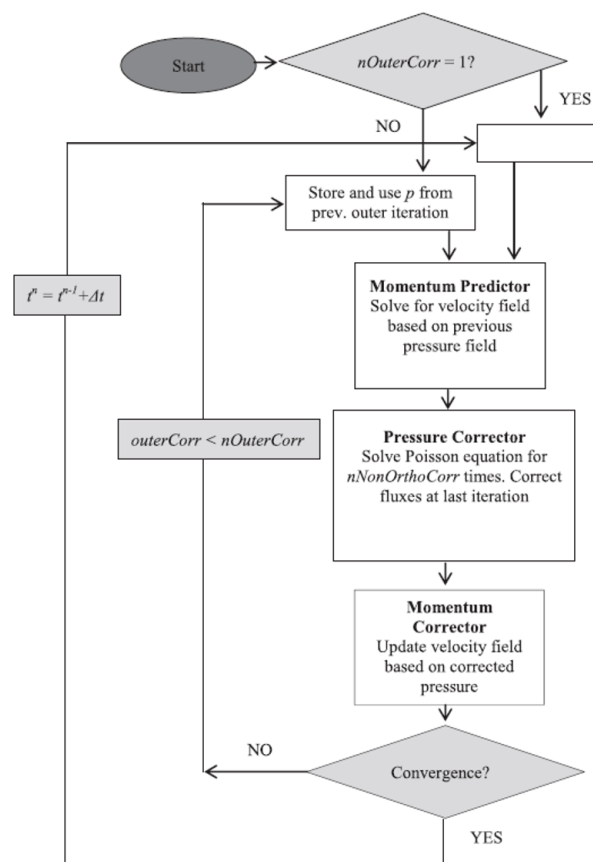 Start
nOuterCorr = 1?
YES
NO
Store and use p from
prev. outer iteration
tⁿ = tⁿ⁻¹+Δt
Momentum Predictor
Solve for velocity field
based on previous
pressure field
outerCorr < nOuterCorr
Pressure Corrector
Solve Poisson equation for
nNonOrthoCorr times. Correct
fluxes at last iteration
Momentum
Corrector
Update velocity field
based on corrected
pressure
NO
Convergence?
YES